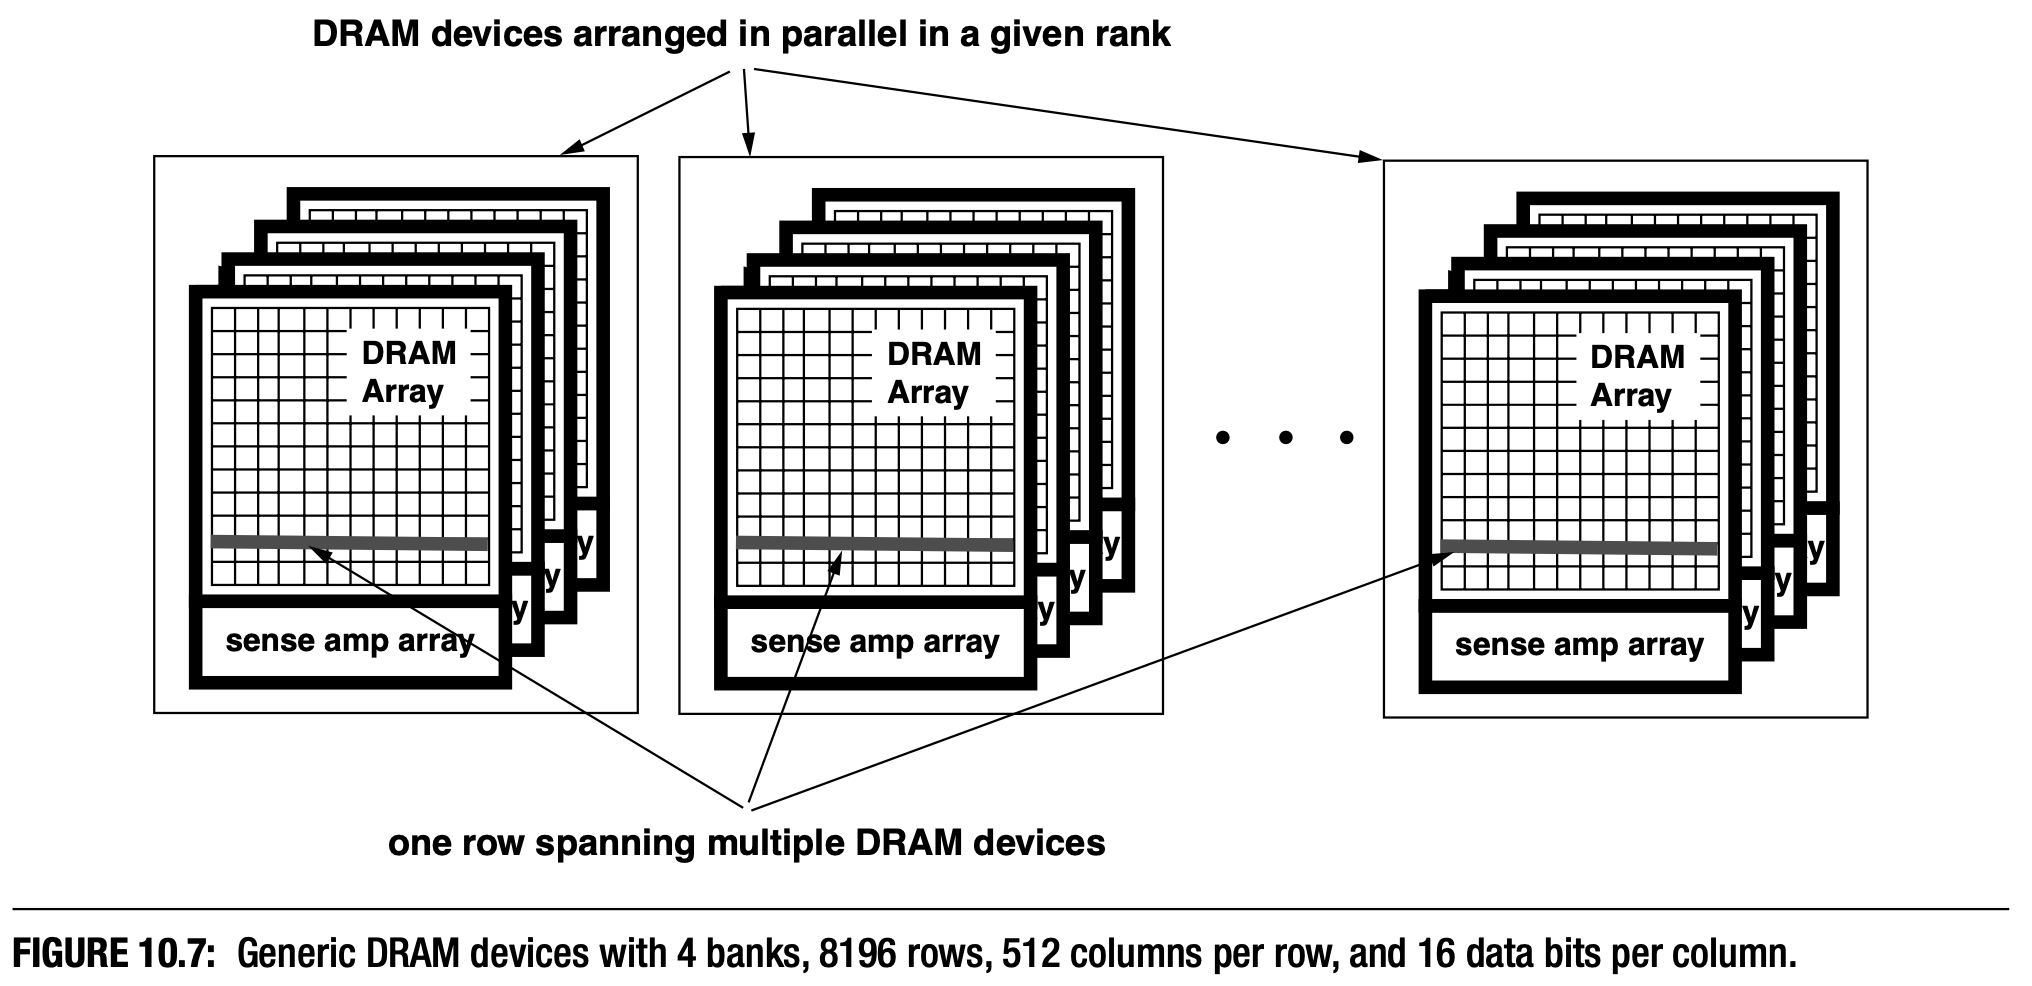 DRAM devices arranged in parallel in a given rank
DRAM
Array
DRAM
Array
DRAM
Array
y
y
y
y
y
y
y
y
y
sense amp array
sense amp array
sense amp array
one row spanning multiple DRAM devices
FIGURE 10.7: Generic DRAM devices with 4 banks, 8196 rows, 512 columns per row, and 16 data bits per column.